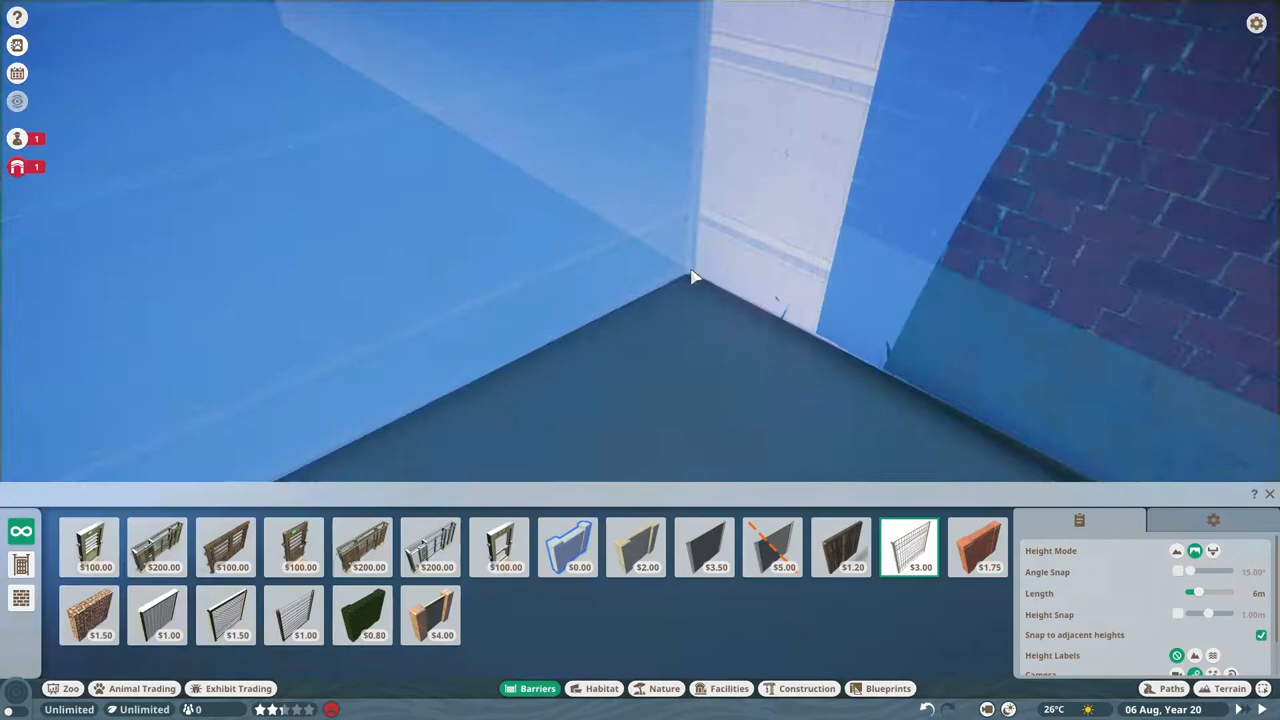 ?
1
1
? ×
$100.00 $200.00 $100.00 $100.00 $200.00 $200.00 $100.00 $0.00 $2.00 $3.50 $5.00 $1.20 $3.00 $1.75
$1.50 $1.00 $1.50 $1.00 $0.80 $4.00
Height Mode
Angle Snap 15.00°
Length 6m
Height Snap 1.00m
Snap to adjacent heights
Height Labels
Zoo Animal Trading Exhibit Trading Barriers Habitat Nature Facilities Construction Blueprints Paths Terrain
Unlimited Unlimited 0 26°C 06 Aug, Year 20